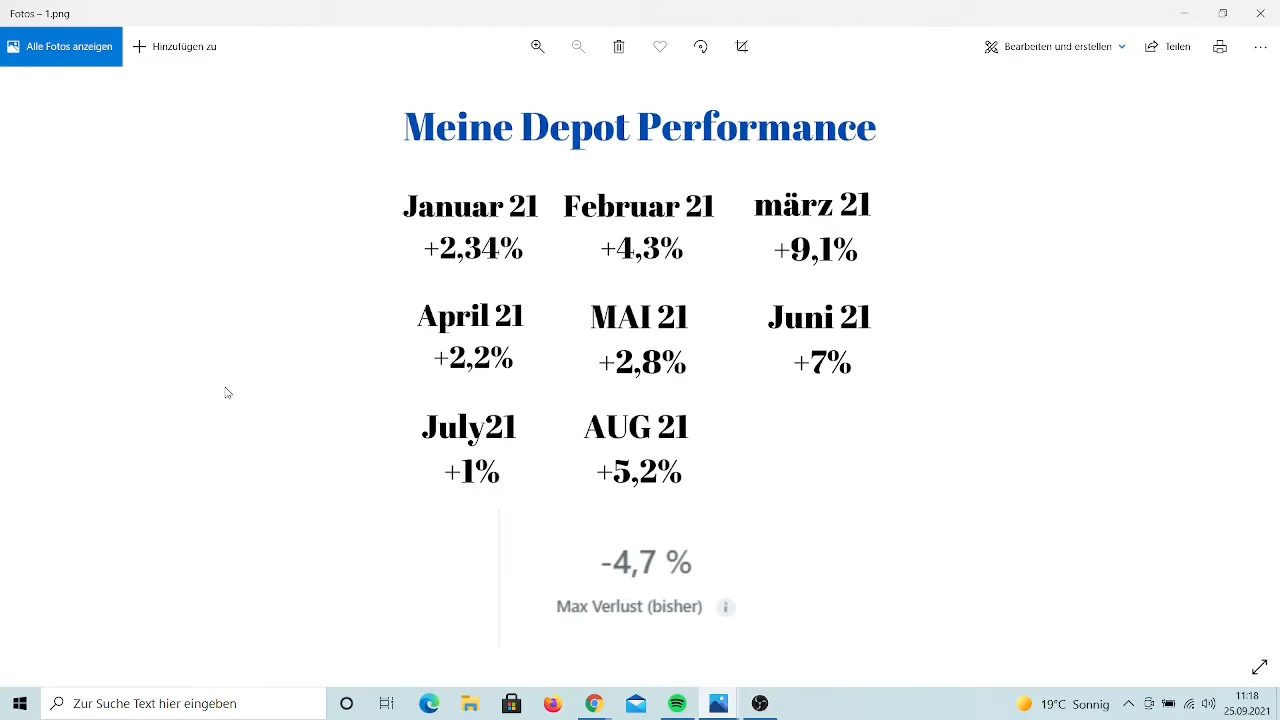 Fotos – 1.png
Alle Fotos anzeigen
Hinzufügen zu
Bearbeiten und erstellen
Teilen
Meine Depot Performance
Januar 21 Februar 21 märz 21
+2,34% +4,3% +9,1%
April 21 MAI 21 Juni 21
+2,2% +2,8% +7%
July21 AUG 21
+1% +5,2%
-4,7 %
Max Verlust (bisher)
Zur Suche Text hier eingeben
19°C Sonnig
11:18
25.09.2021